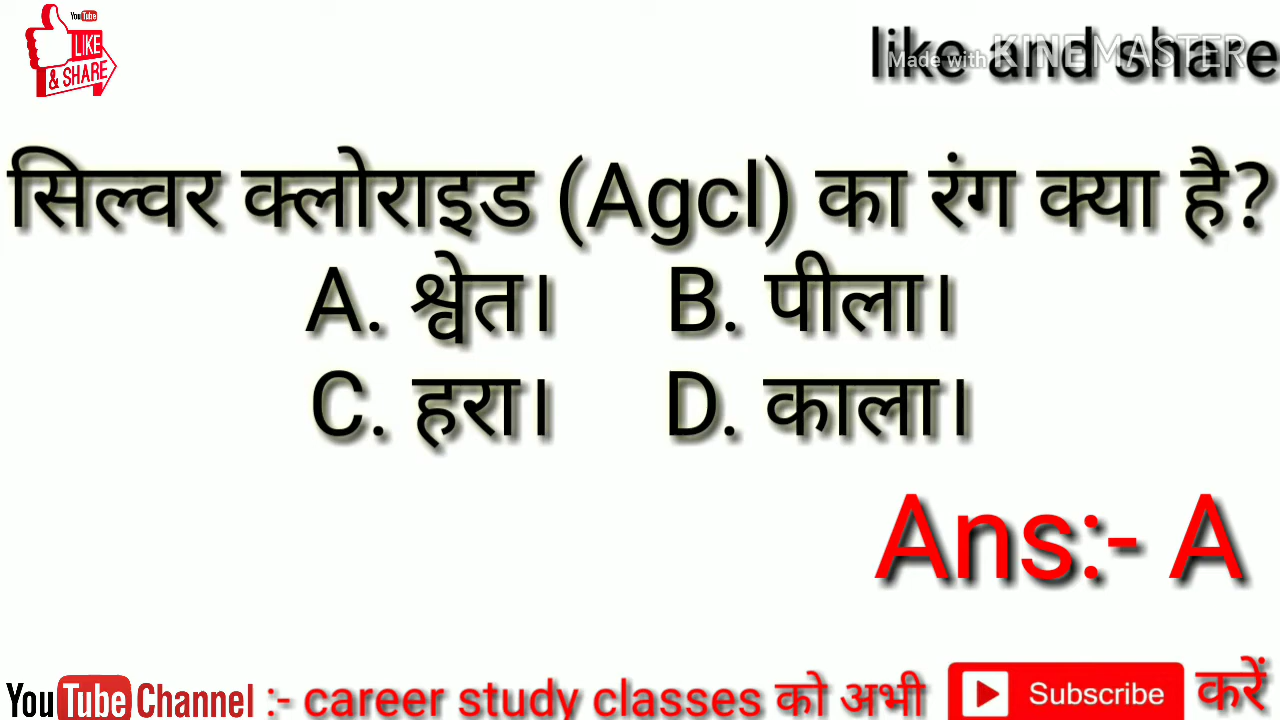 YouTube
LIKE
& SHARE
like and share
Made with KINEMASTER
सिल्वर क्लोराइड (Agcl) का रंग क्या है?
A. श्वेत। B. पीला।
C. हरा। D. काला।
Ans:- A
YouTube Channel :- career study classes को अभी Subscribe करें